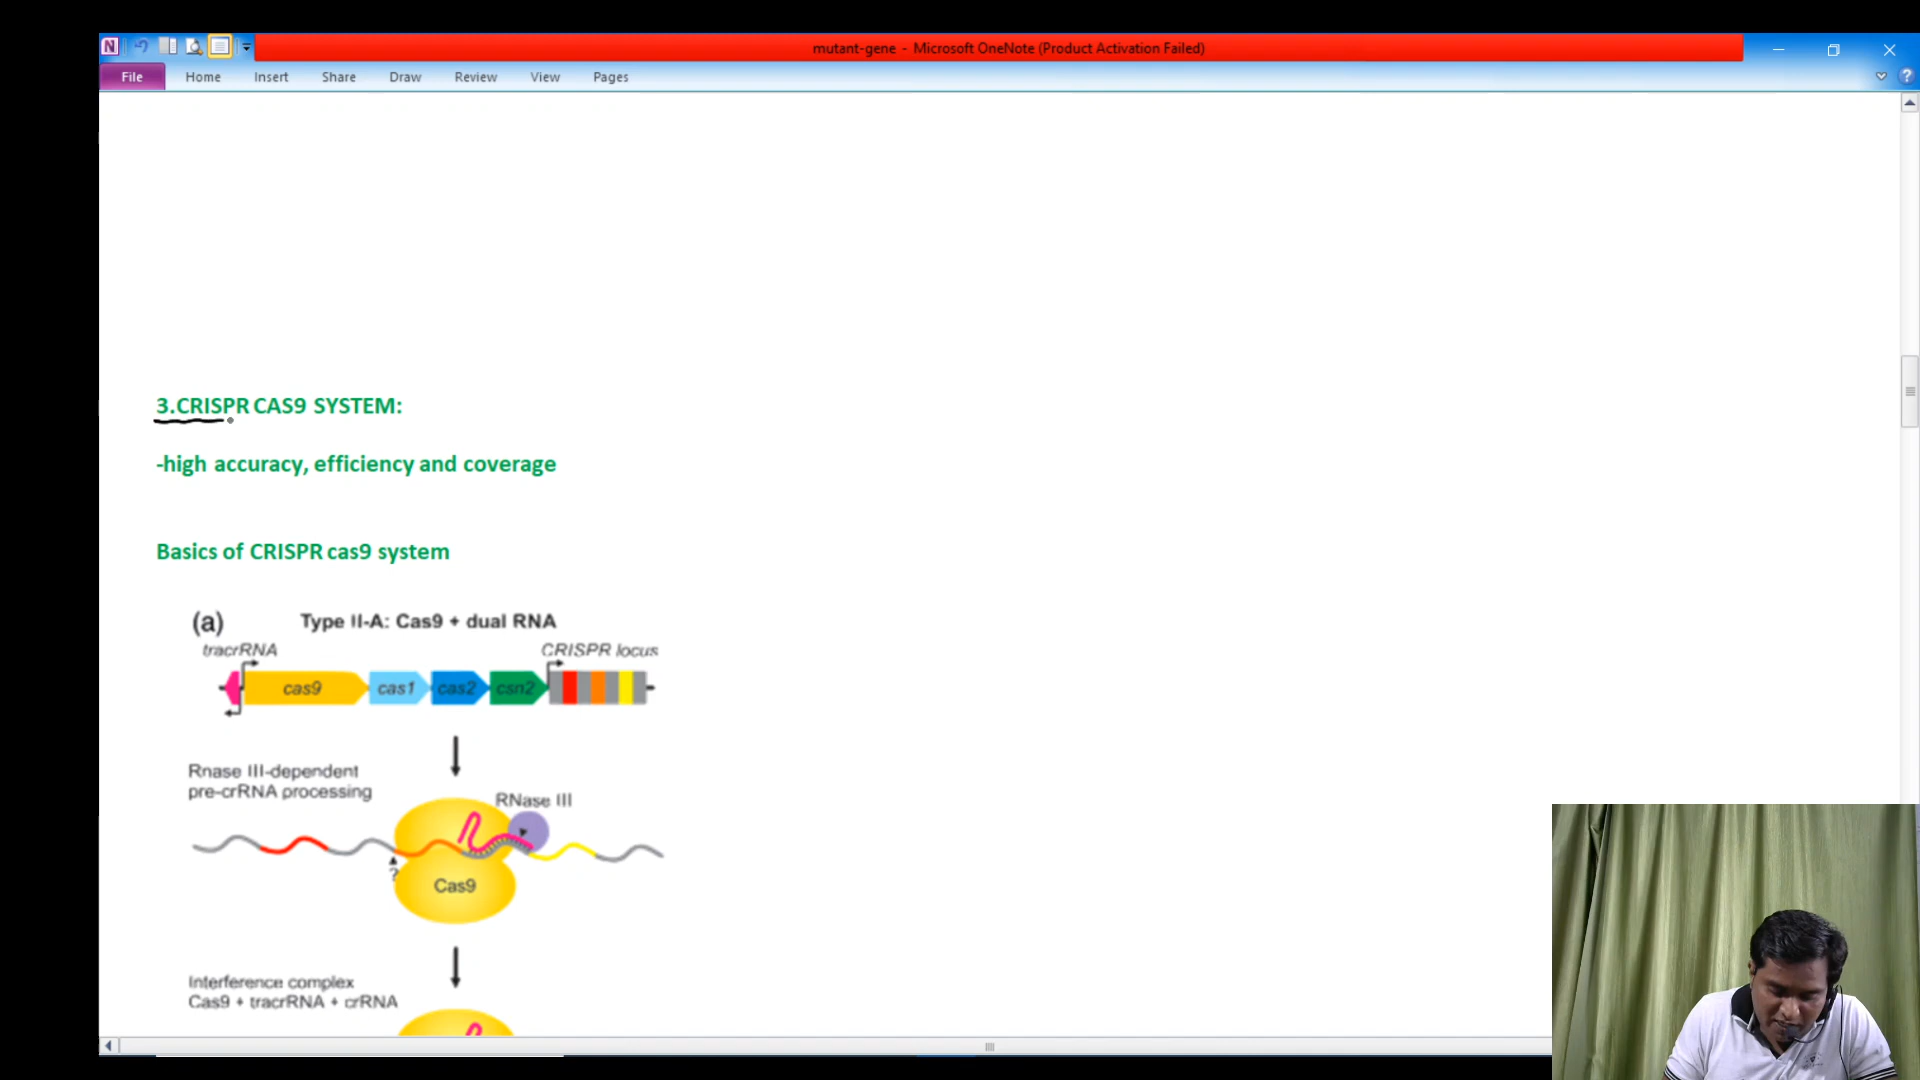 mutant-gene - Microsoft OneNote (Product Activation Failed)
File Home Insert Share Draw Review View Pages
3.CRISPR CAS9 SYSTEM:
-high accuracy, efficiency and coverage
Basics of CRISPR cas9 system
(a) Type II-A: Cas9 + dual RNA
tracrRNA CRISPR locus
cas9 cas1 cas2 csn2
Rnase III-dependent
pre-crRNA processing
RNase III
?
Cas9
Interference complex
Cas9 + tracrRNA + crRNA